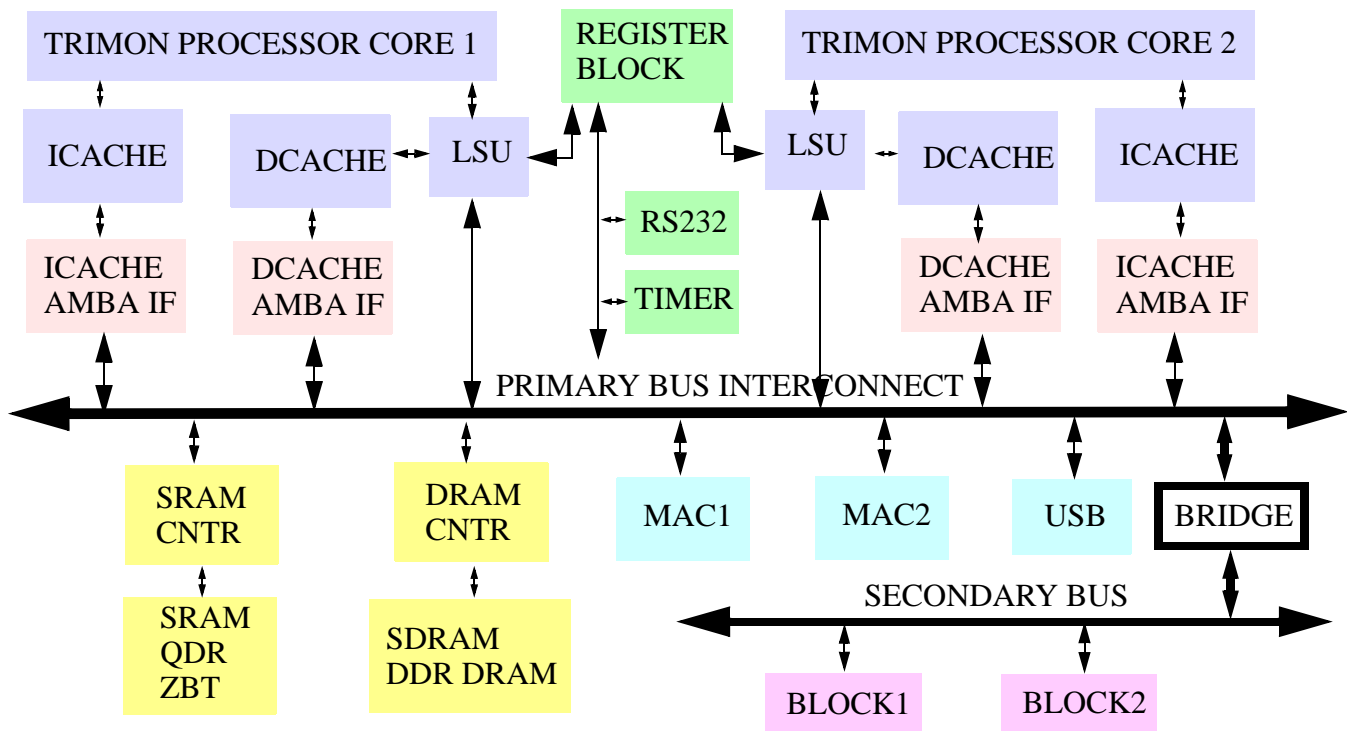 TRIMON PROCESSOR CORE 1
REGISTER
BLOCK
TRIMON PROCESSOR CORE 2
ICACHE
DCACHE
LSU
LSU
DCACHE
ICACHE
RS232
ICACHE
AMBA IF
DCACHE
AMBA IF
TIMER
DCACHE
AMBA IF
ICACHE
AMBA IF
PRIMARY BUS INTERCONNECT
SRAM
CNTR
DRAM
CNTR
MAC1
MAC2
USB
BRIDGE
SECONDARY BUS
SRAM
QDR
ZBT
SDRAM
DDR DRAM
BLOCK1
BLOCK2